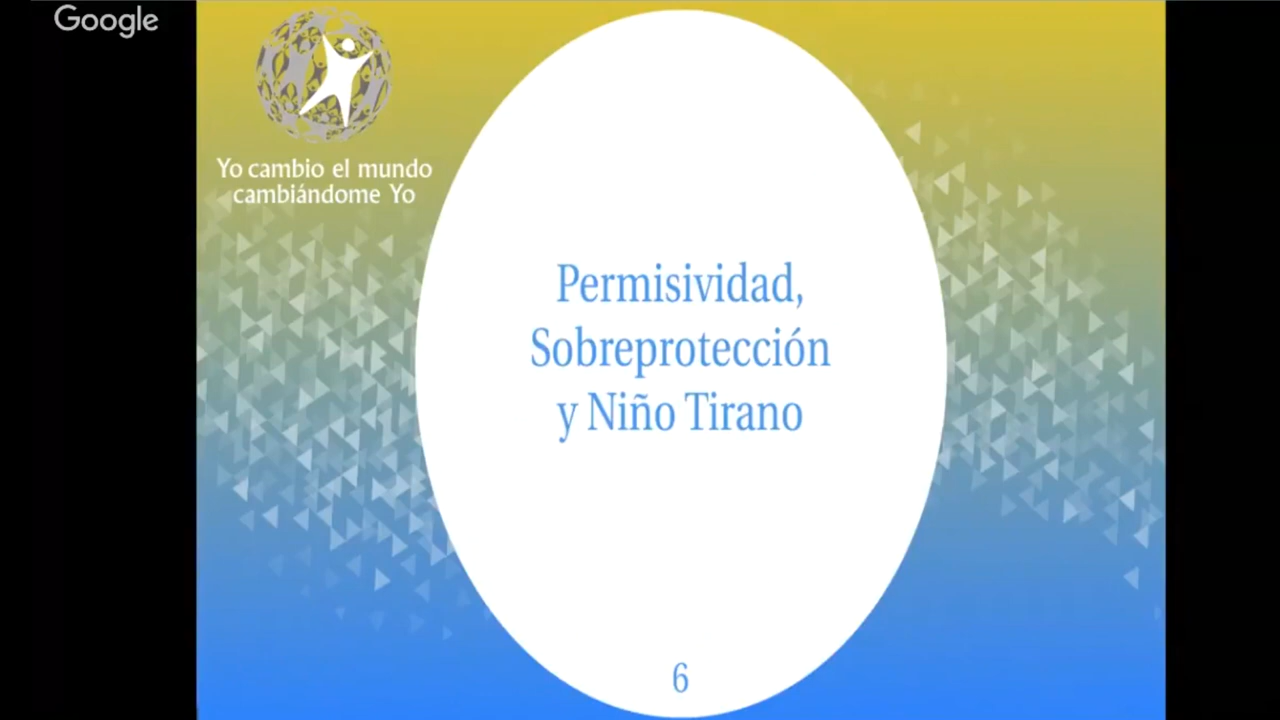 Google
Yo cambio el mundo
cambiándome Yo
Permisividad,
Sobreprotección
y Niño Tirano
6